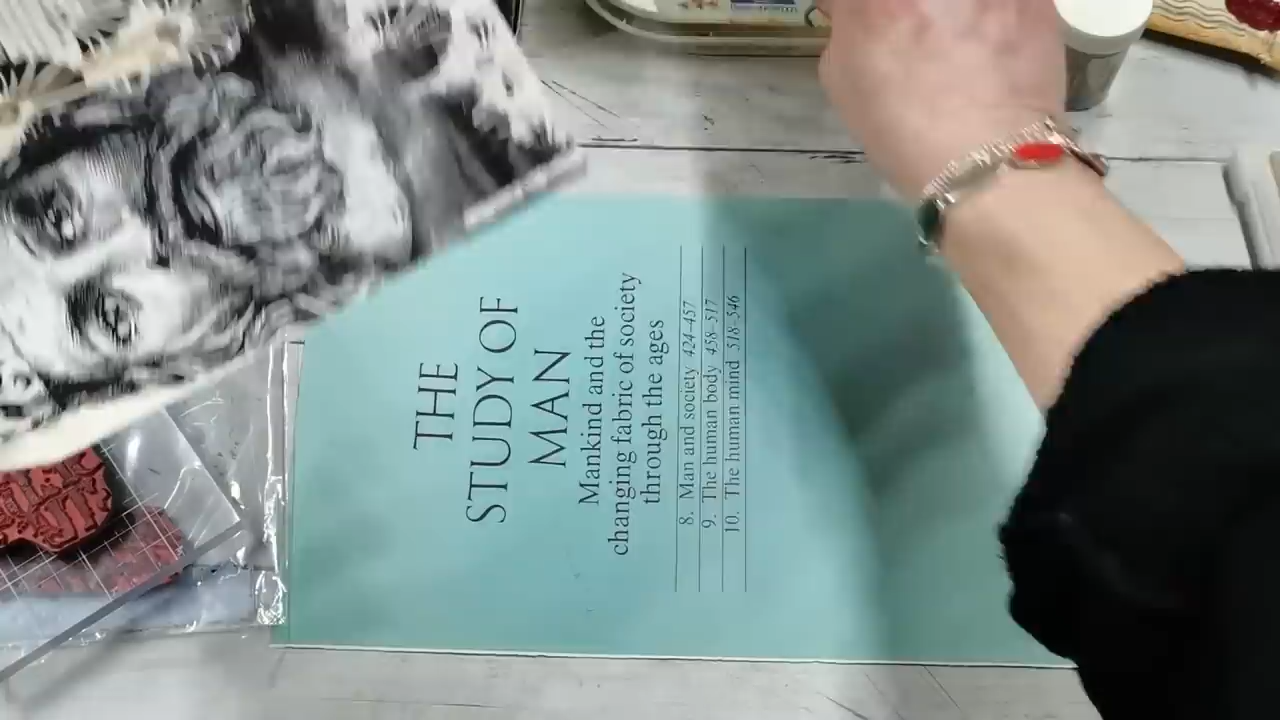 THE
STUDY OF
MAN
Mankind and the
changing fabric of society
through the ages
8. Man and society 424–457
9. The human body 458–517
10. The human mind 518–546